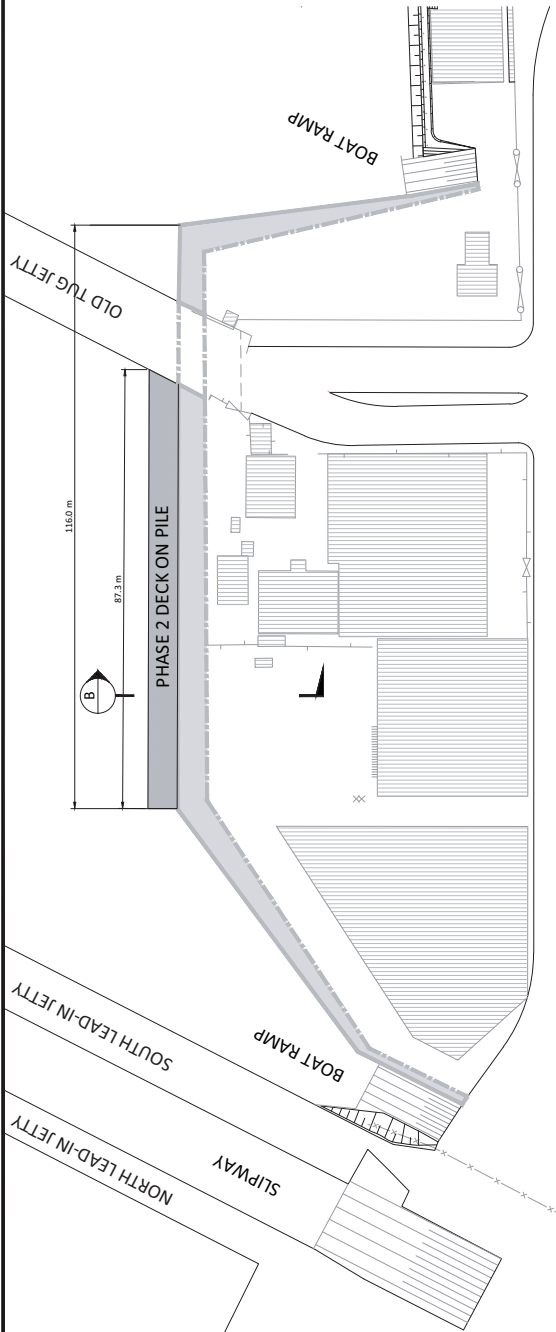 BOAT RAMP
OLD TUG JETTY
116.0 m
87.3 m
PHASE 2 DECK ON PILE
B
SOUTH LEAD-IN JETTY
BOAT RAMP
NORTH LEAD-IN JETTY
SLIPWAY